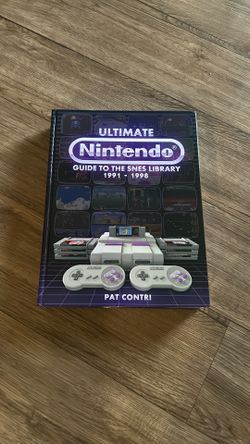 ULTIMATE
Nintendo®
GUIDE TO THE SNES LIBRARY
1991 - 1998
PAT CONTRI